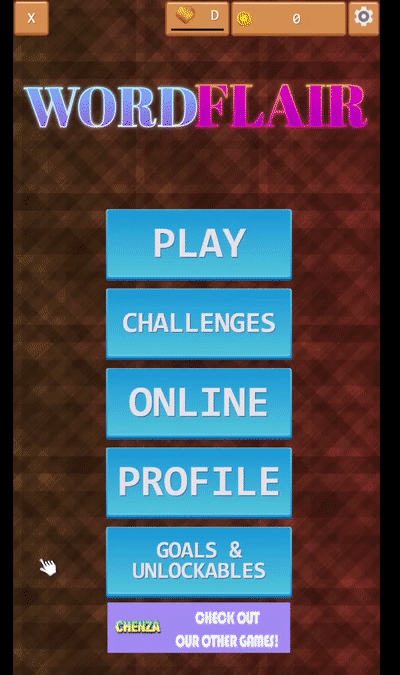 X
D
0
WORDFLAIR
PLAY
CHALLENGES
ONLINE
PROFILE
GOALS &
UNLOCKABLES
CHENZA
CHECK OUT
OUR OTHER GAMES!